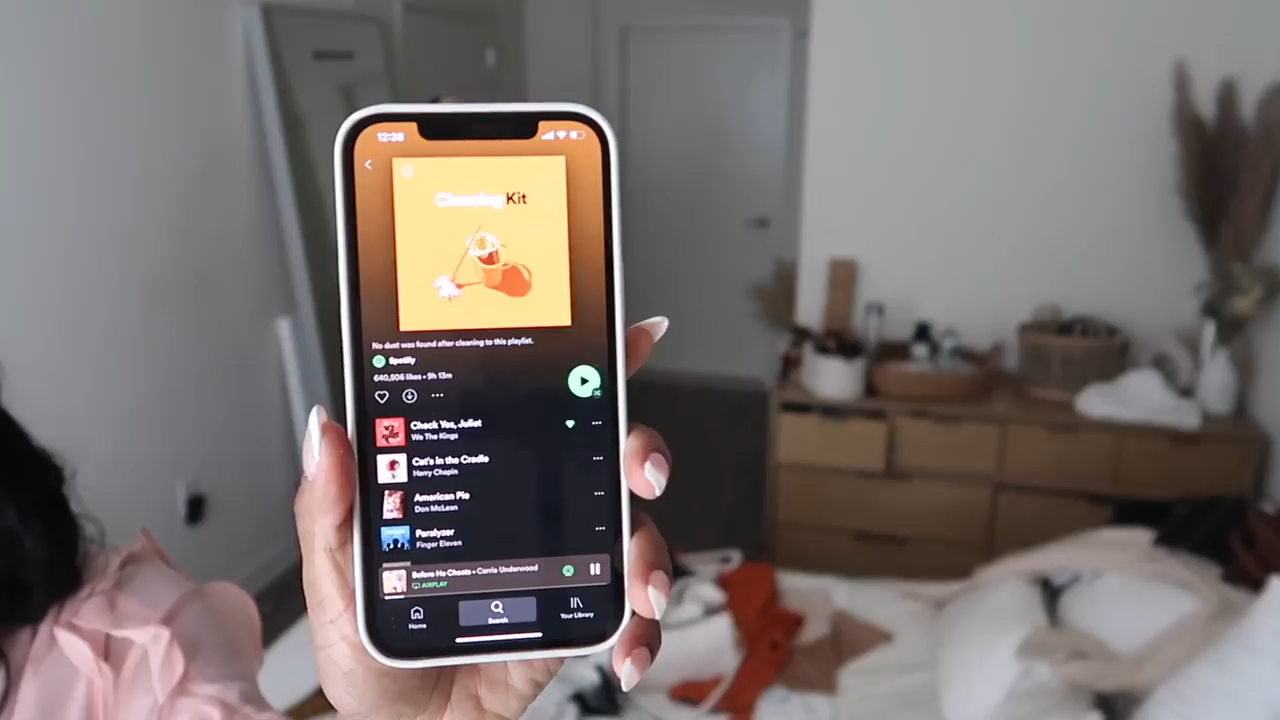 12:38
Cleaning Kit
No dust was found after cleaning to this playlist.
Spotify
640,506 likes • 9h 13m
Check Yes, Juliet
We The Kings
Cat's in the Cradle
Harry Chapin
American Pie
Don McLean
Paralyzer
Finger Eleven
Before He Cheats • Carrie Underwood
AIRPLAY
Home
Search
Your Library